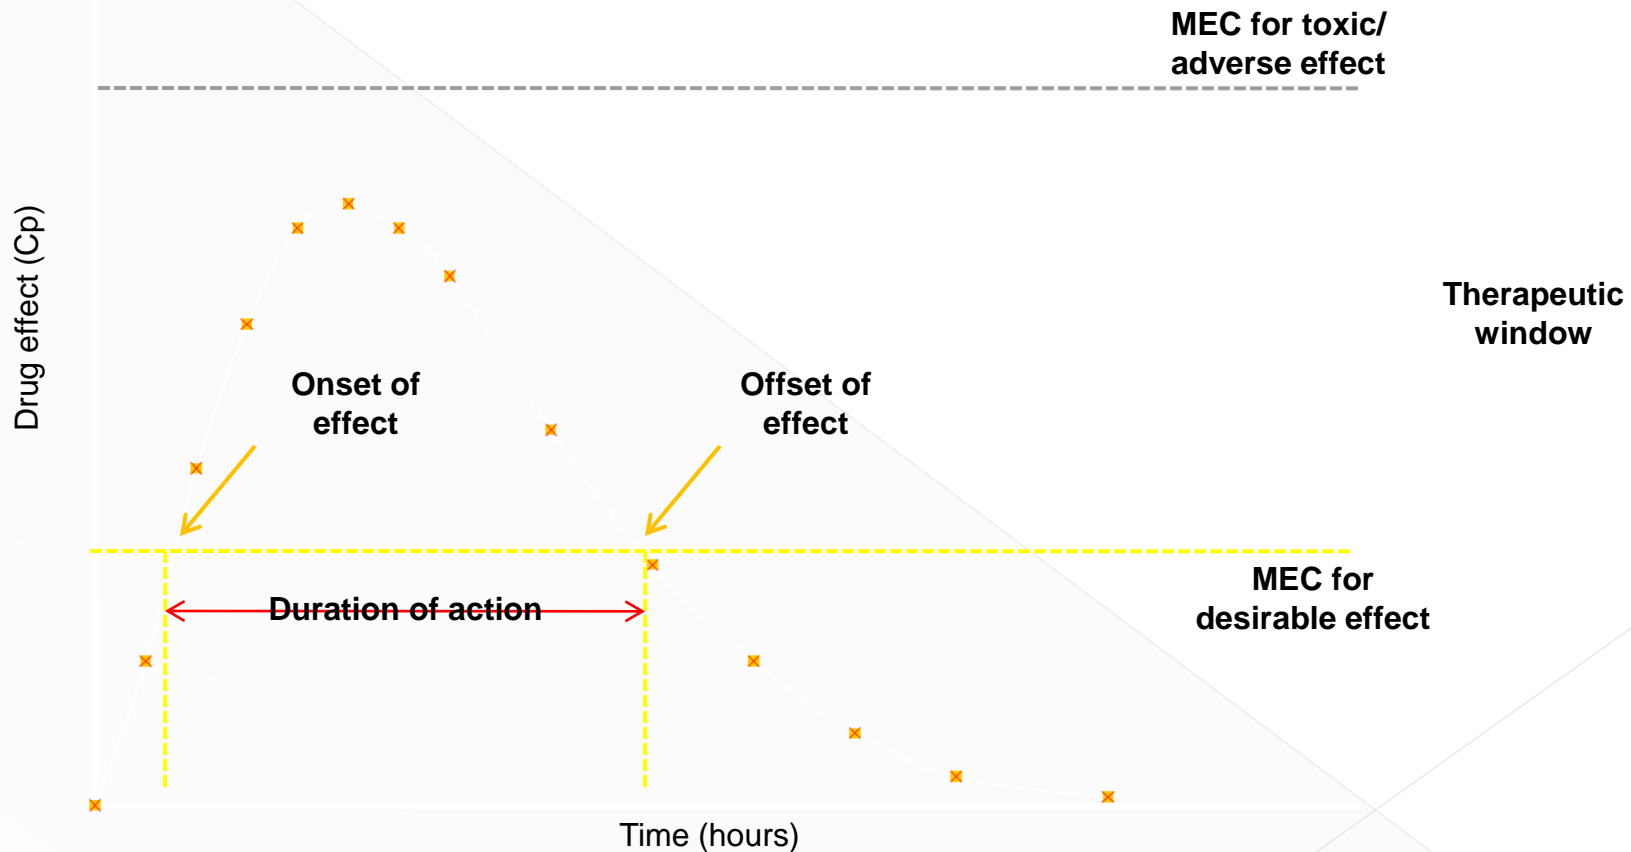 MEC for toxic/
adverse effect
Drug effect (Cp)
Therapeutic
window
Onset of
effect
Offset of
effect
MEC for
desirable effect
Duration of action
Time (hours)